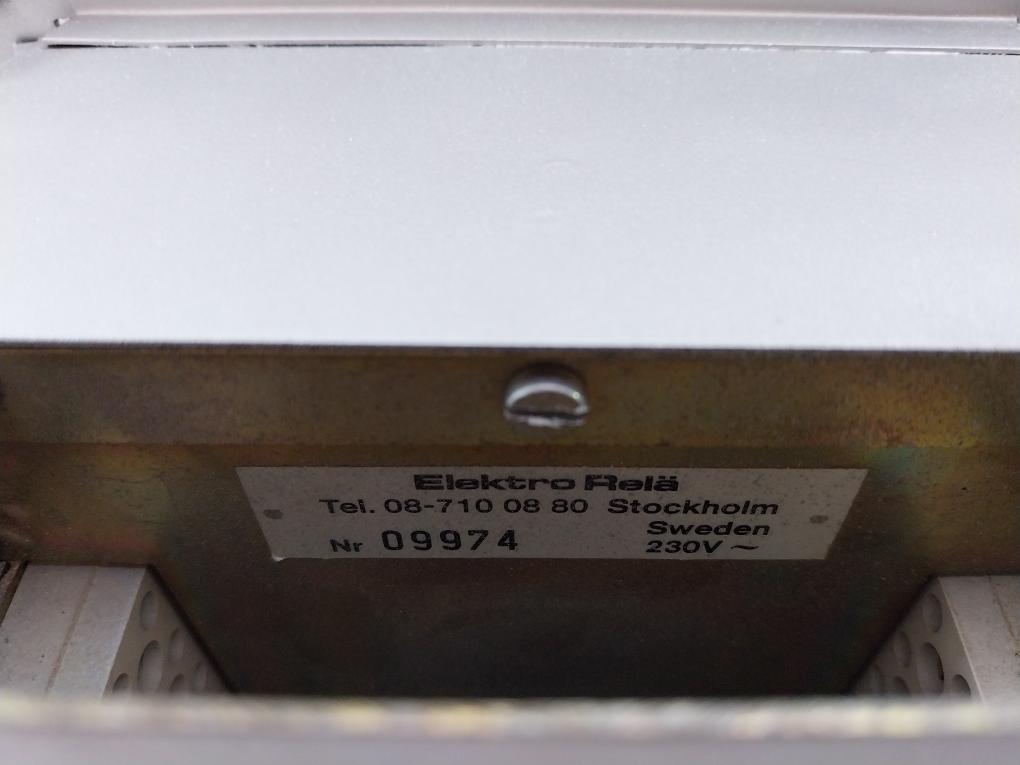 Elektro Relä
Tel. 08-710 08 80 Stockholm
Sweden
Nr 09974 230V ~